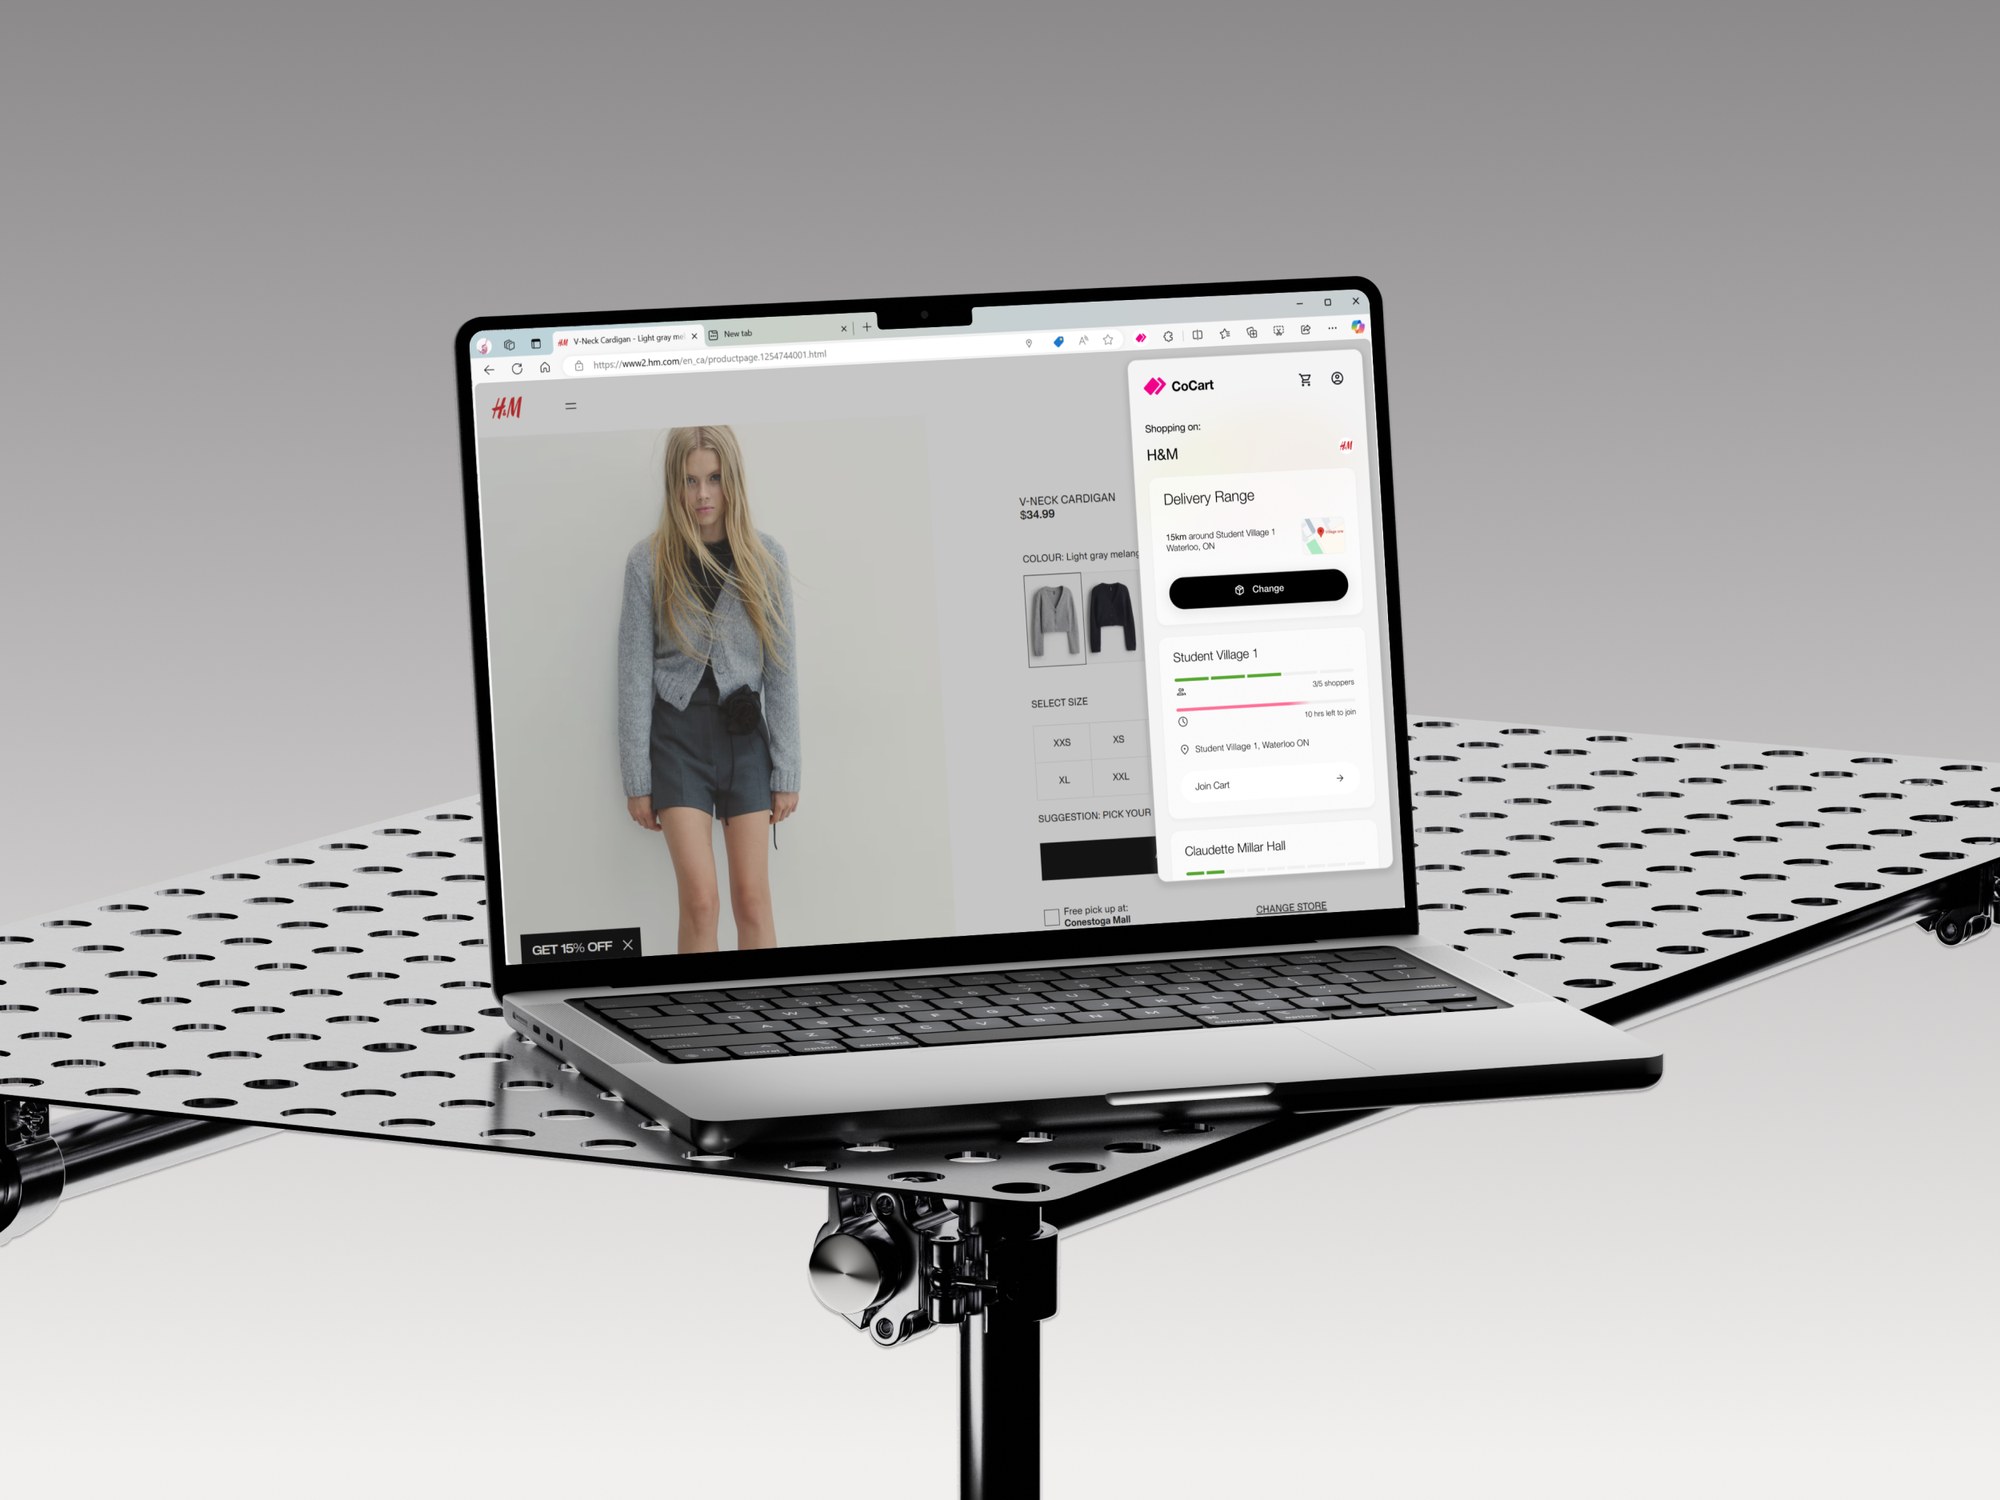 V-Neck Cardigan - Light gray me
New tab
https://www2.hm.com/en_ca/productpage.1254744001.html
H&M
V-NECK CARDIGAN
$34.99
COLOUR: Light gray melang
SELECT SIZE
XXS XS
XL XXL
SUGGESTION: PICK YOUR
Free pick up at:
Conestoga Mall
CHANGE STORE
GET 15% OFF
CoCart
Shopping on:
H&M
H&M
Delivery Range
15km around Student Village 1
Waterloo, ON
Change
Student Village 1
3/5 shoppers
10 hrs left to join
Student Village 1, Waterloo ON
Join Cart
Claudette Millar Hall